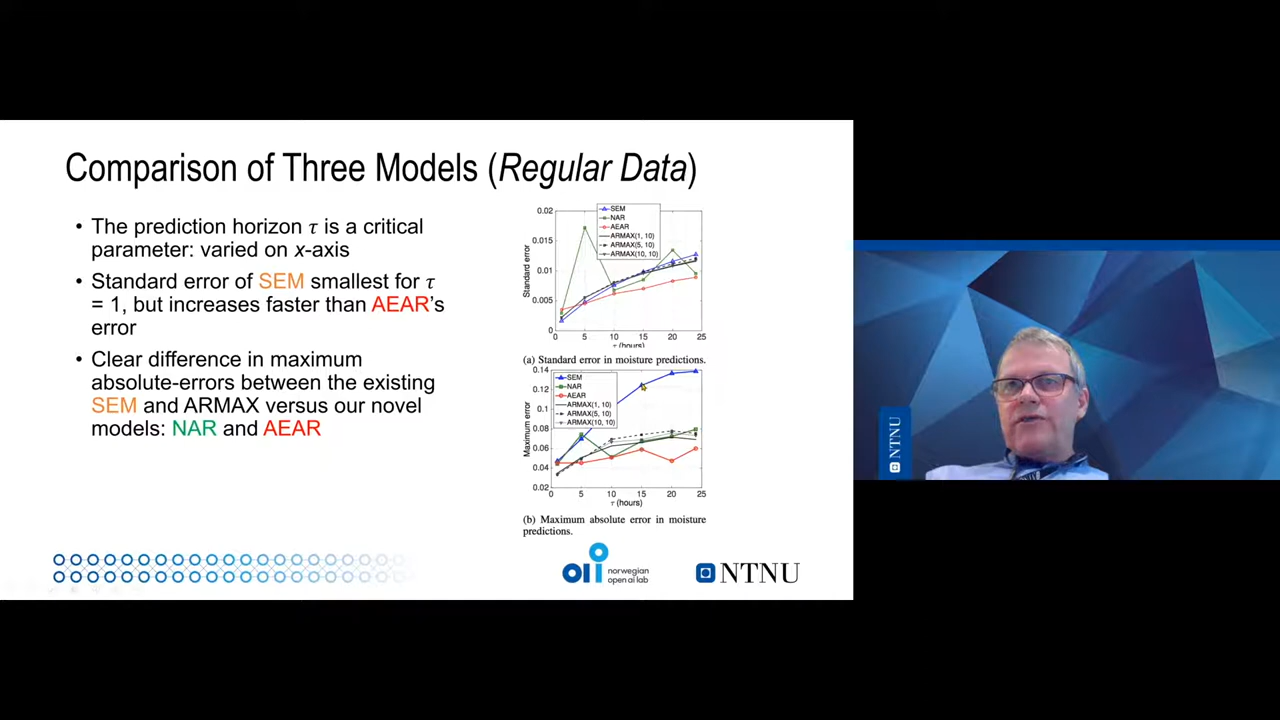 Comparison of Three Models (Regular Data)
• The prediction horizon τ is a critical
parameter: varied on x-axis
• Standard error of SEM smallest for τ
= 1, but increases faster than AEAR's
error
• Clear difference in maximum
absolute-errors between the existing
SEM and ARMAX versus our novel
models: NAR and AEAR
0.02
0.015
0.01
0.005
0
Standard error
SEM
NAR
AEAR
ARMAX(1, 10)
ARMAX(5, 10)
ARMAX(10, 10)
0 5 10 15 20 25
τ (hours)
(a) Standard error in moisture predictions.
0.14
0.12
0.1
0.08
0.06
0.04
0.02
Maximum error
SEM
NAR
AEAR
ARMAX(1, 10)
ARMAX(5, 10)
ARMAX(10, 10)
0 5 10 15 20 25
τ (hours)
(b) Maximum absolute error in moisture
predictions.
norwegian
open ai lab
NTNU
NTNU